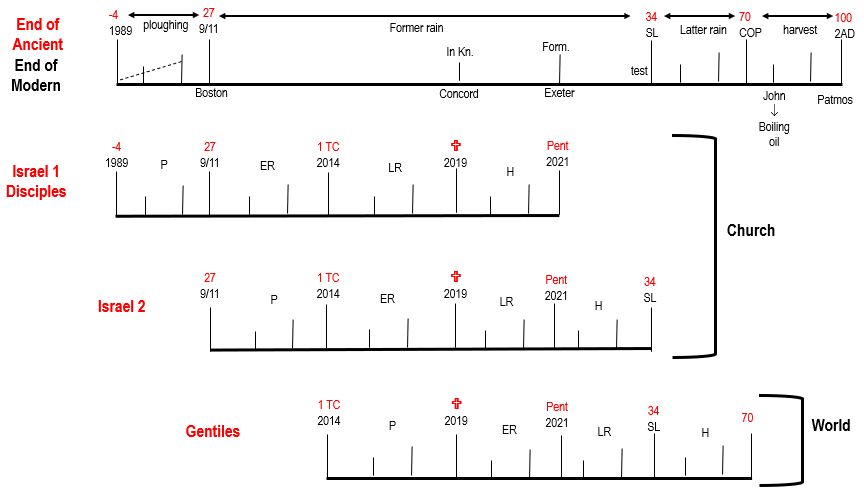 End of
Ancient
End of
Modern
-4
1989
ploughing
27
9/11
Boston
Former rain
In Kn.
Concord
Form.
Exeter
34
SL
test
Latter rain
70
COP
harvest
100
2AD
John
Boiling
oil
Patmos
Israel 1
Disciples
-4
1989
P
27
9/11
ER
1 TC
2014
LR
2019
H
Pent
2021
Church
Israel 2
27
9/11
P
1 TC
2014
ER
2019
LR
Pent
2021
H
34
SL
Gentiles
1 TC
2014
P
2019
ER
Pent
2021
LR
34
SL
H
70
World